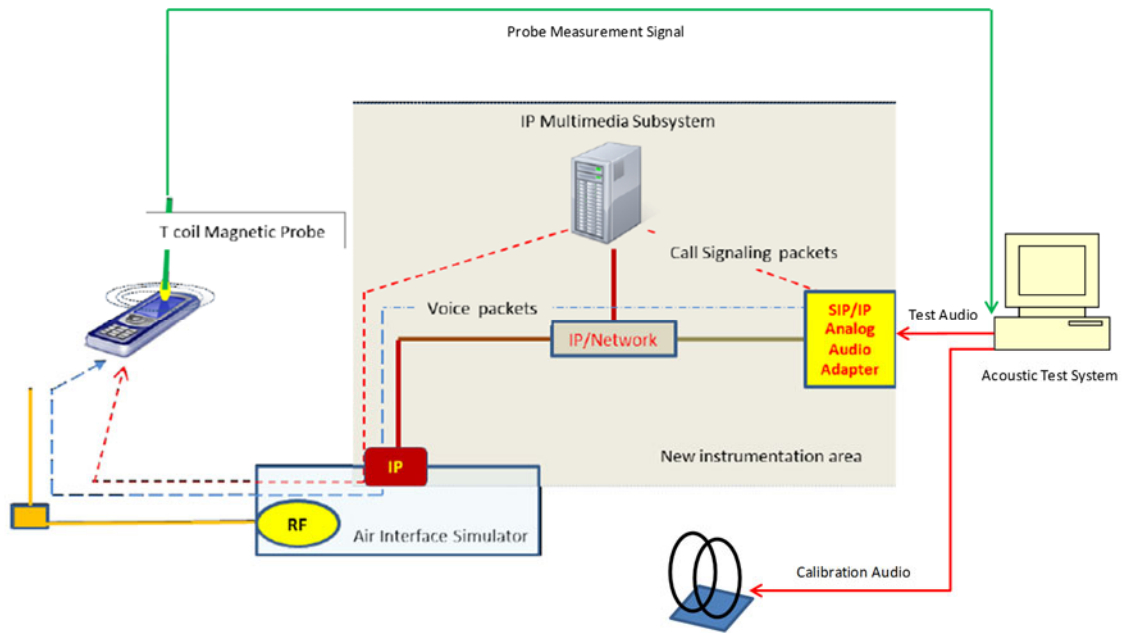 Probe Measurement Signal
IP Multimedia Subsystem
T coil Magnetic Probe
Call Signaling packets
Voice packets
SIP/IP
Analog
Audio
Adapter
Test Audio
IP/Network
Acoustic Test System
New instrumentation area
IP
RF
Air Interface Simulator
Calibration Audio